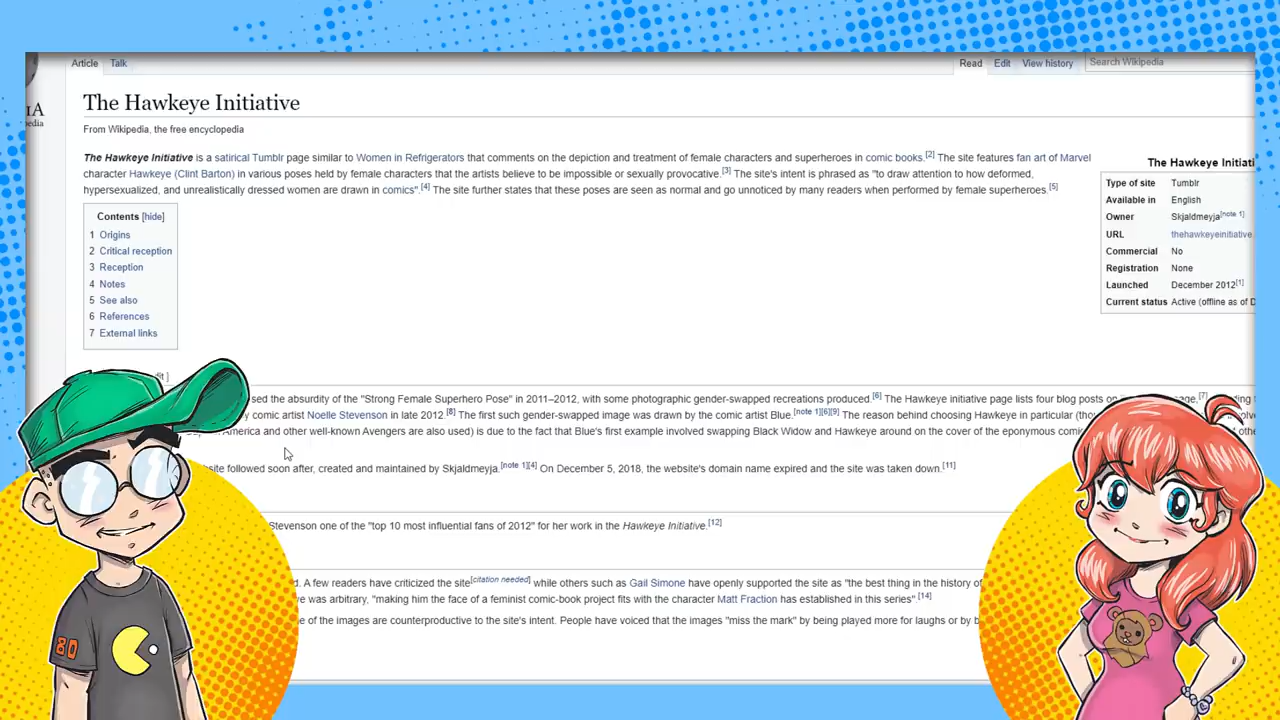 Article Talk Read Edit View history Search Wikipedia
The Hawkeye Initiative
From Wikipedia, the free encyclopedia
The Hawkeye Initiative is a satirical Tumblr page similar to Women in Refrigerators that comments on the depiction and treatment of female characters and superheroes in comic books.[2] The site features fan art of Marvel
character Hawkeye (Clint Barton) in various poses held by female characters that the artists believe to be impossible or sexually provocative.[3] The site's intent is phrased as "to draw attention to how deformed,
hypersexualized, and unrealistically dressed women are drawn in comics".[4] The site further states that these poses are seen as normal and go unnoticed by many readers when performed by female superheroes.[5]
The Hawkeye Initiati
Type of site Tumblr
Available in English
Owner Skjaldmeyja[note 1]
URL thehawkeyeinitiative.
Commercial No
Registration None
Launched December 2012[1]
Current status Active (offline as of D
Contents [hide]
1 Origins
2 Critical reception
3 Reception
4 Notes
5 See also
6 References
7 External links
sed the absurdity of the "Strong Female Superhero Pose" in 2011–2012, with some photographic gender-swapped recreations produced.[6] The Hawkeye initiative page lists four blog posts on
y comic artist Noelle Stevenson in late 2012.[8] The first such gender-swapped image was drawn by the comic artist Blue.[note 1][6][9] The reason behind choosing Hawkeye in particular
America and other well-known Avengers are also used) is due to the fact that Blue's first example involved swapping Black Widow and Hawkeye around on the cover of the eponymous
site followed soon after, created and maintained by Skjaldmeyja.[note 1][4] On December 5, 2018, the website's domain name expired and the site was taken down.[11]
Stevenson one of the "top 10 most influential fans of 2012" for her work in the Hawkeye Initiative.[12]
d. A few readers have criticized the site[citation needed] while others such as Gail Simone have openly supported the site as "the best thing in the history of
ve was arbitrary, "making him the face of a feminist comic-book project fits with the character Matt Fraction has established in this series".[14]
e of the images are counterproductive to the site's intent. People have voiced that the images "miss the mark" by being played more for laughs or by
80